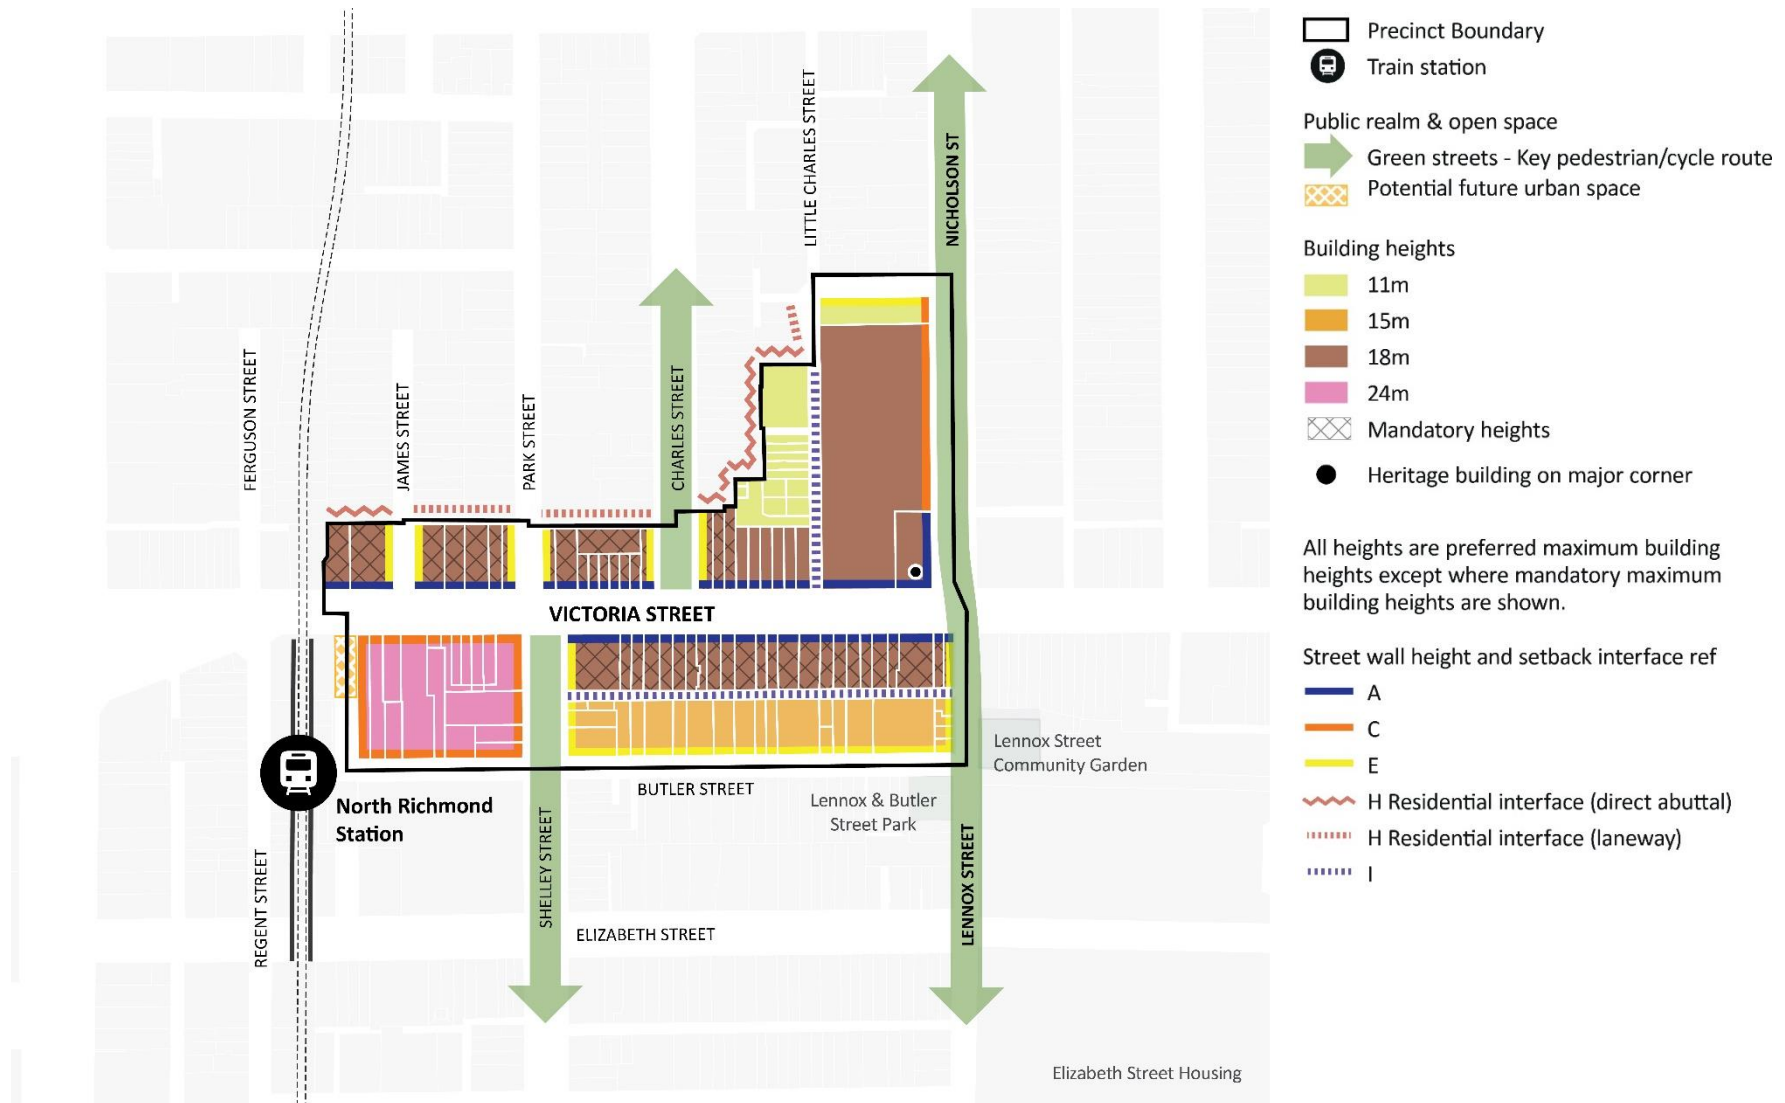 LITTLE CHARLES STREET
NICHOLSON ST
FERGUSON STREET
JAMES STREET
PARK STREET
CHARLES STREET
VICTORIA STREET
North Richmond
Station
BUTLER STREET
Lennox Street
Community Garden
Lennox & Butler
Street Park
REGENT STREET
SHELLEY STREET
ELIZABETH STREET
LENNOX STREET
Elizabeth Street Housing
Precinct Boundary
Train station
Public realm & open space
Green streets - Key pedestrian/cycle route
Potential future urban space
Building heights
11m
15m
18m
24m
Mandatory heights
Heritage building on major corner
All heights are preferred maximum building
heights except where mandatory maximum
building heights are shown.
Street wall height and setback interface ref
A
C
E
H Residential interface (direct abuttal)
H Residential interface (laneway)
I